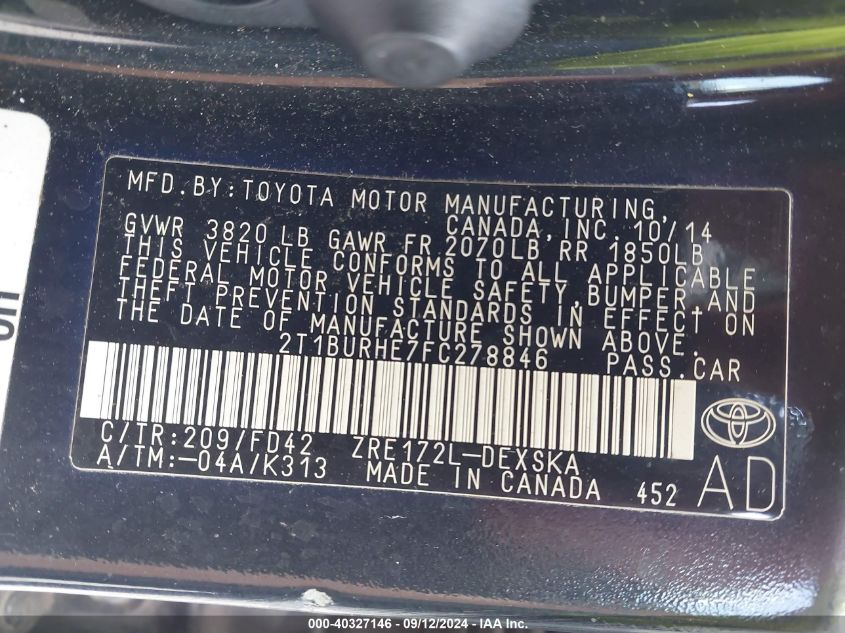 MFD.BY:TOYOTA MOTOR MANUFACTURING,
CANADA,INC. 10/14
GVWR 3820 LB GAWR FR 2070LB RR 1850LB
THIS VEHICLE CONFORMS TO ALL APPLICABLE
FEDERAL MOTOR VEHICLE SAFETY,BUMPER,AND
THEFT PREVENTION STANDARDS IN EFFECT ON
THE DATE OF MANUFACTURE SHOWN ABOVE.
2T1BURHE7FC278846 PASS.CAR
C/TR:209/FD42 ZRE172L-DEXSKA
A/TM:-04A/K313 MADE IN CANADA 452 AD
000-40327146 - 09/12/2024 - IAA Inc.